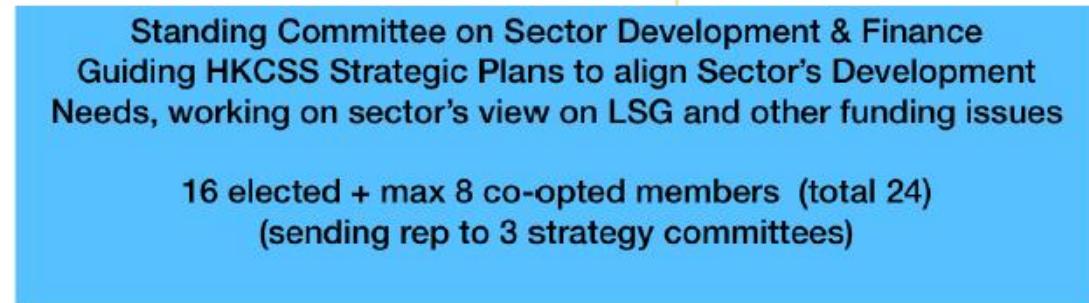 Standing Committee on Sector Development & Finance
Guiding HKCSS Strategic Plans to align Sector's Development
Needs, working on sector's view on LSG and other funding issues
16 elected + max 8 co-opted members (total 24)
(sending rep to 3 strategy committees)